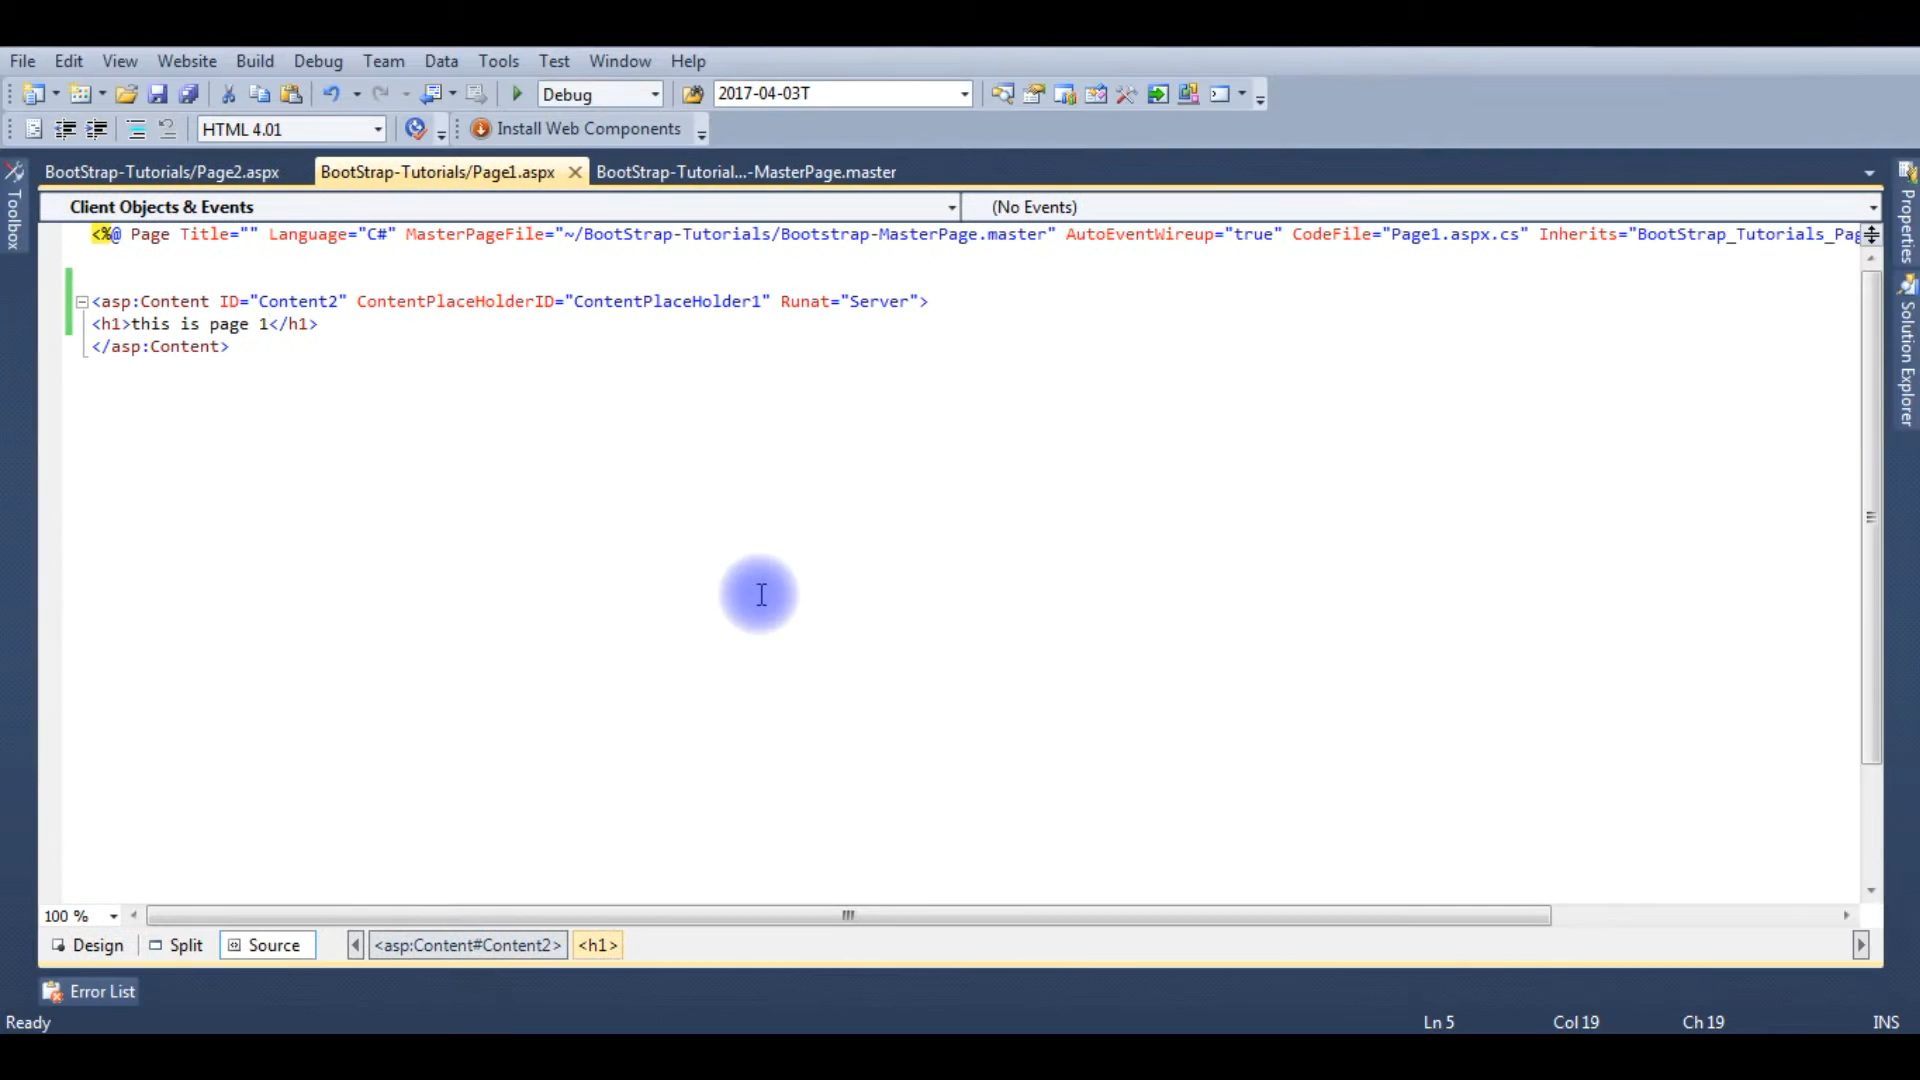 File Edit View Website Build Debug Team Data Tools Test Window Help
Debug 2017-04-03T
HTML 4.01 Install Web Components
BootStrap-Tutorials/Page2.aspx BootStrap-Tutorials/Page1.aspx BootStrap-Tutorial...-MasterPage.master
Toolbox
Properties
Solution Explorer
Client Objects & Events (No Events)
<%@ Page Title="" Language="C#" MasterPageFile="~/BootStrap-Tutorials/Bootstrap-MasterPage.master" AutoEventWireup="true" CodeFile="Page1.aspx.cs" Inherits="BootStrap_Tutorials_Pag
<asp:Content ID="Content2" ContentPlaceHolderID="ContentPlaceHolder1" Runat="Server">
<h1>this is page 1</h1>
</asp:Content>
100 %
Design Split Source <asp:Content#Content2> <h1>
Error List
Ready Ln 5 Col 19 Ch 19 INS